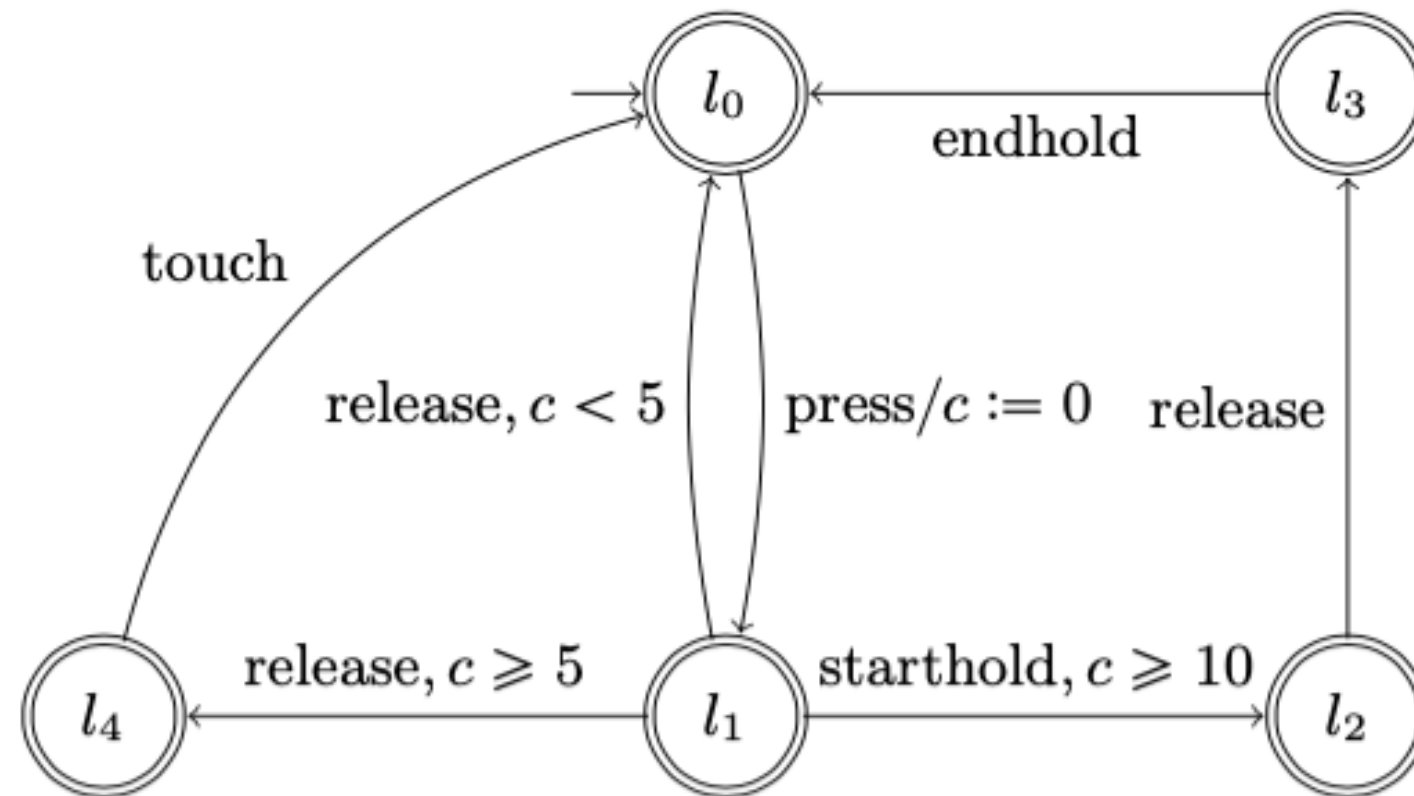 l₀
l₃
endhold
touch
release, c < 5
press/c := 0
release
release, c ⩾ 5
starthold, c ⩾ 10
l₄
l₁
l₂